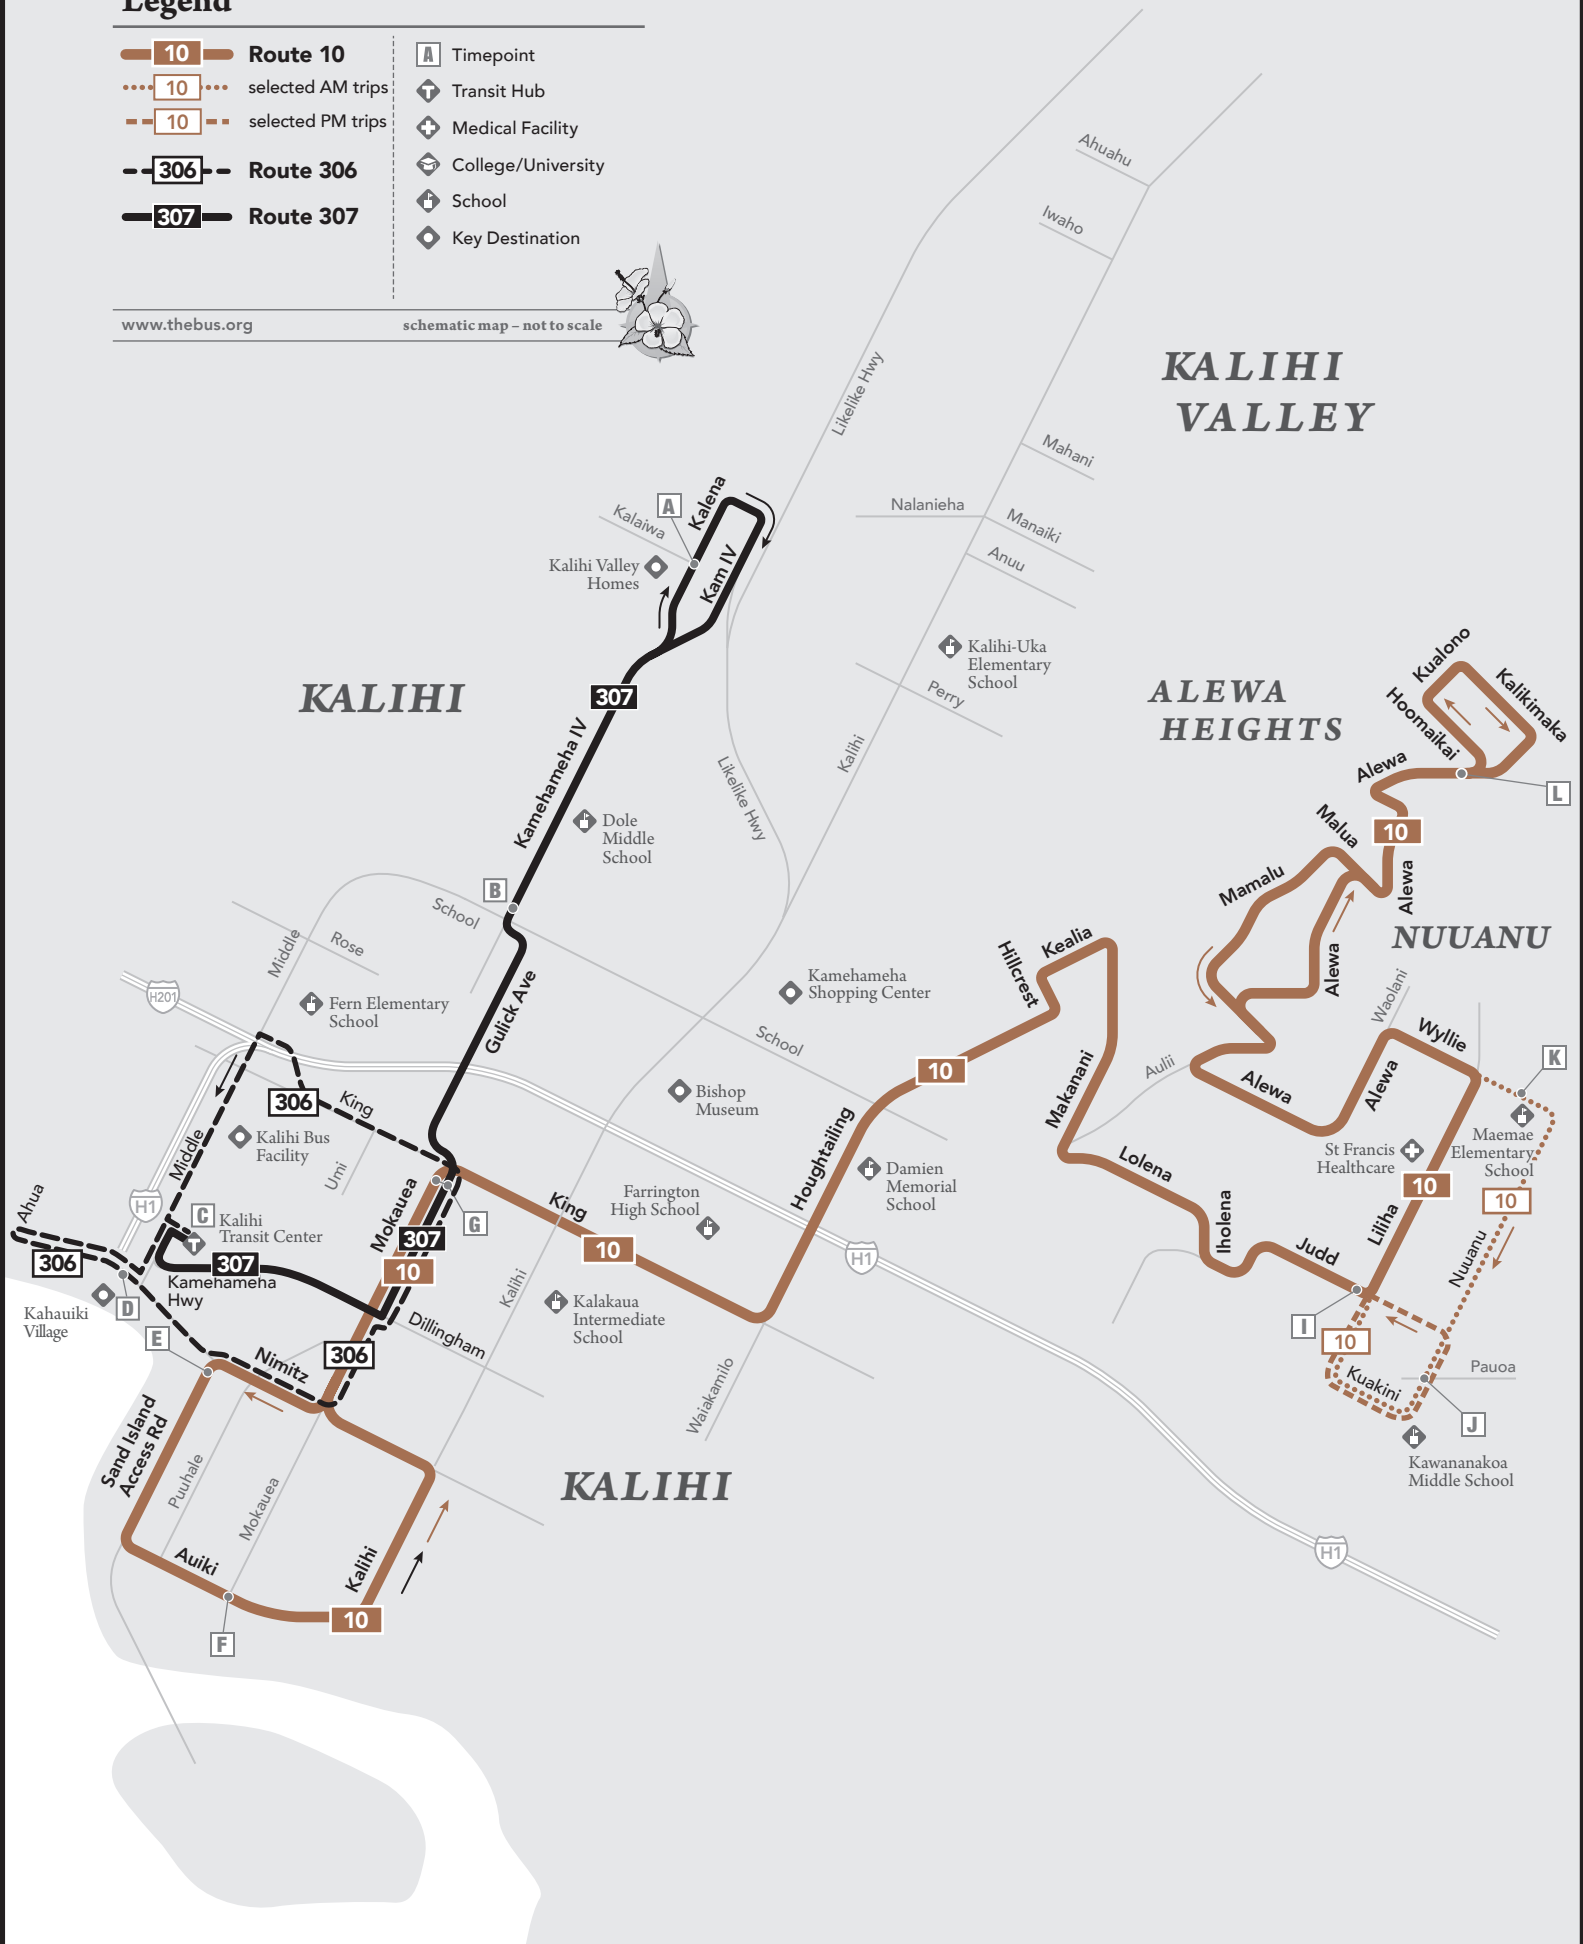 Legend
10
Route 10
10
selected AM trips
10
selected PM trips
306
Route 306
307
Route 307
A
Timepoint
T
Transit Hub
Medical Facility
College/University
School
Key Destination
www.thebus.org
schematic map – not to scale
Ahuahu
Iwaho
KALIHI
VALLEY
Likelike Hwy
Mahani
Nalanieha
Manaiki
Anuu
A
Kalena
Kalaiwa
Kam IV
Kalihi Valley
Homes
Kalihi-Uka
Elementary
School
Perry
KALIHI
307
Kamehameha IV
Likelike Hwy
Kalihi
ALEWA
HEIGHTS
Kualono
Kalikimaka
Hoomaikai
Alewa
L
10
Malua
Mamalu
Alewa
Alewa
NUUANU
Dole
Middle
School
B
School
Rose
Middle
H201
Fern Elementary
School
Gulick Ave
Kamehameha
Shopping Center
School
Hillcrest
Kealia
Waolani
Wyllie
K
10
Makanani
Aulii
Alewa
Alewa
Bishop
Museum
306
King
Kalihi Bus
Facility
Middle
Umi
Houghtailing
Damien
Memorial
School
Lolena
St Francis
Healthcare
Maemae
Elementary
School
10
10
Ahua
H1
C
Kalihi
Transit Center
T
Mokauea
G
King
Farrington
High School
Iholena
Judd
Liliha
Nuuanu
306
307
Kamehameha
Hwy
307
10
10
H1
D
Kahauiki
Village
Kalihi
Kalakaua
Intermediate
School
Dillingham
E
Nimitz
306
I
10
Kuakini
Pauoa
J
Waiakamilo
Sand Island
Access Rd
Puuhale
Mokauea
KALIHI
Kawananakoa
Middle School
Auiki
Kalihi
10
F
H1